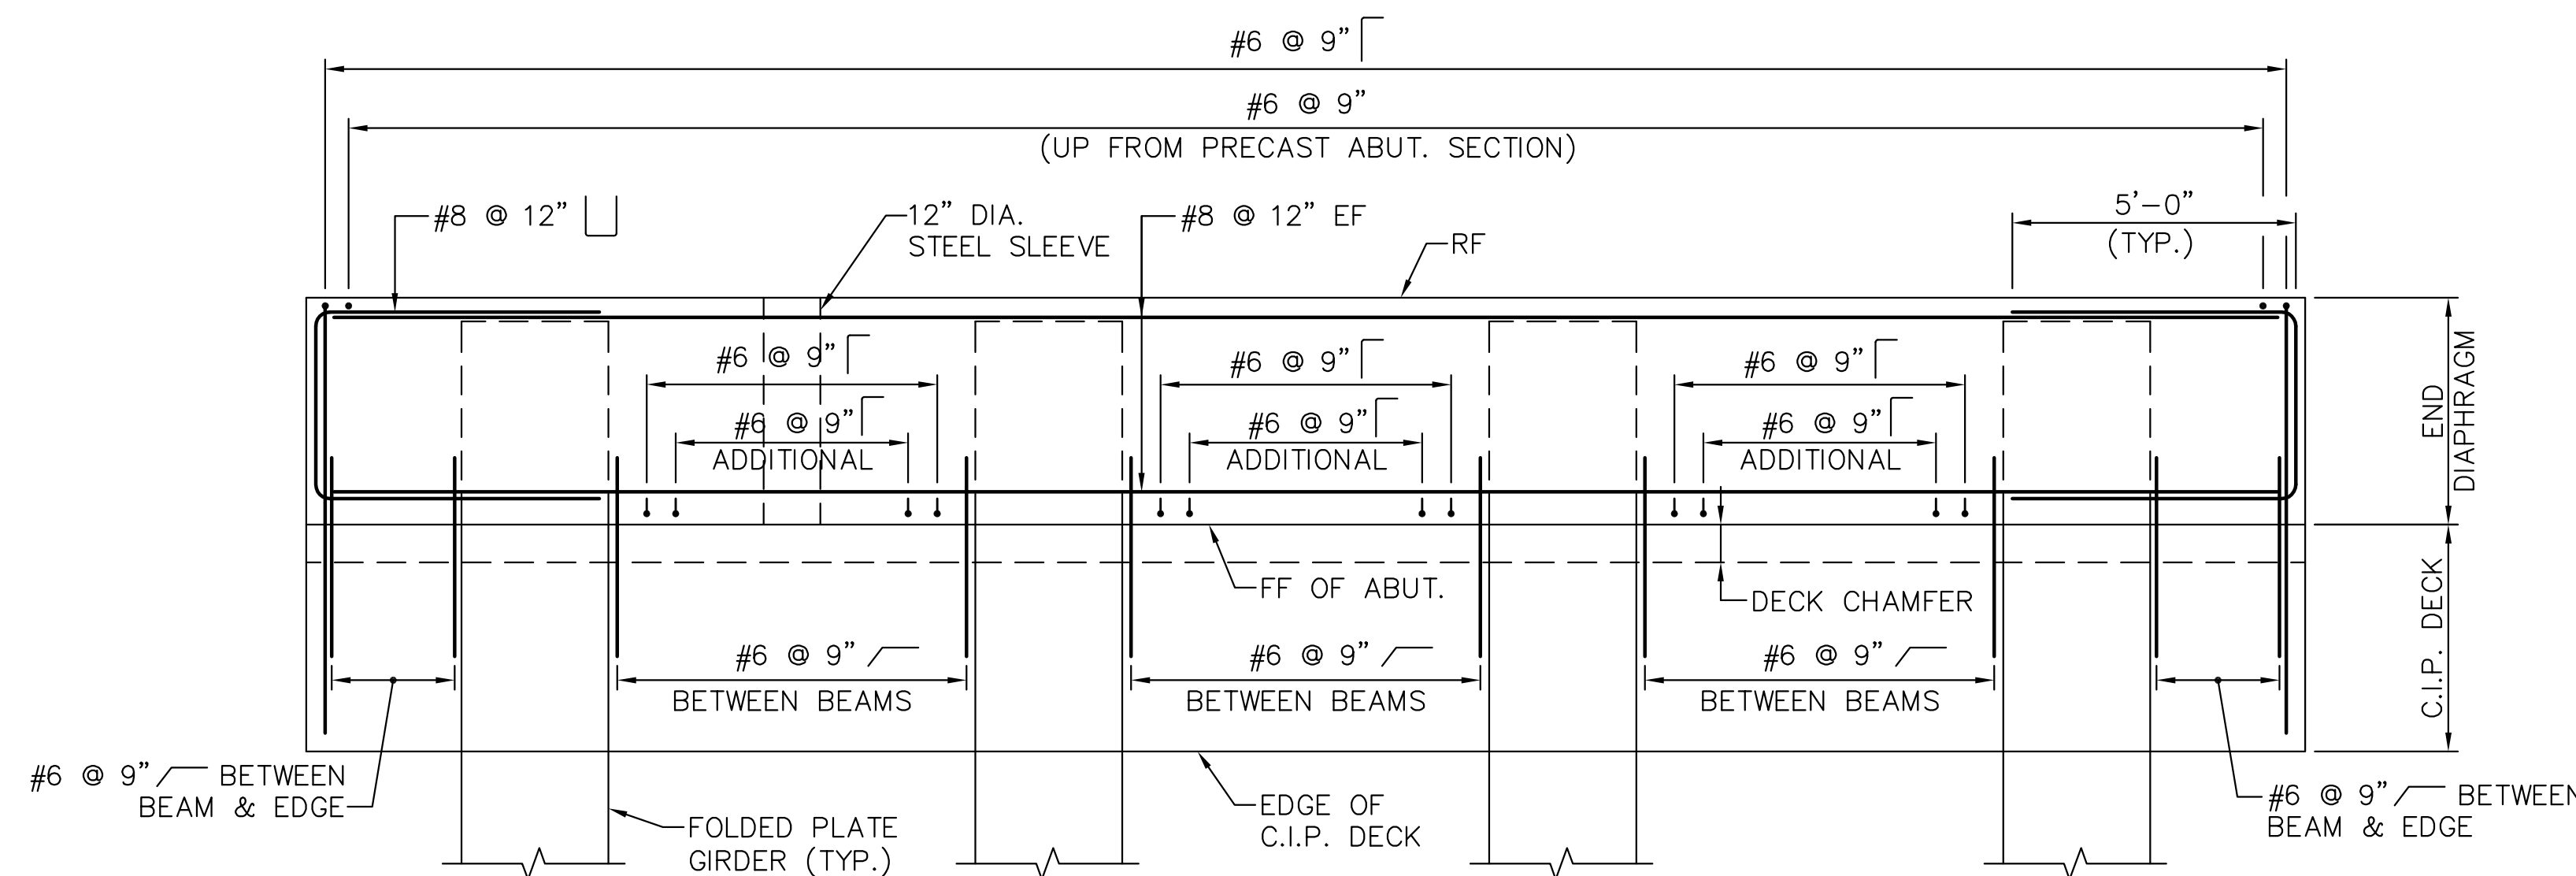 #6 @ 9"
#6 @ 9"
(UP FROM PRECAST ABUT. SECTION)
#8 @ 12"
12" DIA.
STEEL SLEEVE
#8 @ 12" EF
RF
5'-0"
(TYP.)
#6 @ 9"
#6 @ 9"
ADDITIONAL
#6 @ 9"
#6 @ 9"
ADDITIONAL
#6 @ 9"
#6 @ 9"
ADDITIONAL
END
DIAPHRAGM
FF OF ABUT.
DECK CHAMFER
C.I.P. DECK
#6 @ 9"
BETWEEN BEAMS
#6 @ 9"
BETWEEN BEAMS
#6 @ 9"
BETWEEN BEAMS
#6 @ 9" BETWEEN
BEAM & EDGE
FOLDED PLATE
GIRDER (TYP.)
EDGE OF
C.I.P. DECK
#6 @ 9" BETWEEN
BEAM & EDGE